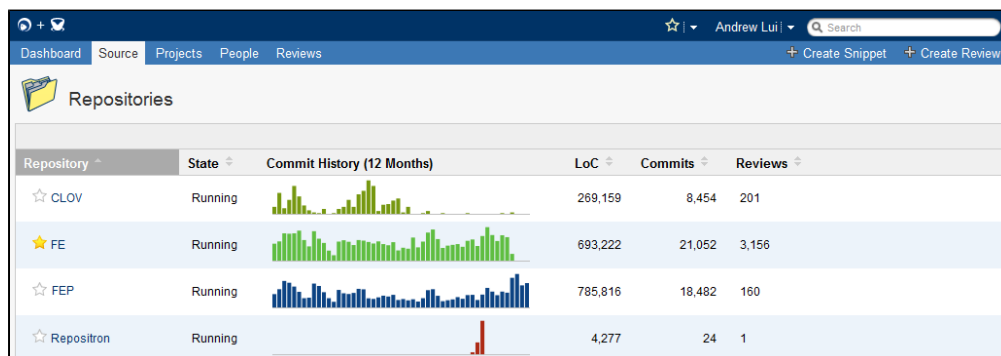 +
Andrew Lui
Search
Dashboard Source Projects People Reviews + Create Snippet + Create Review
Repositories
Repository State Commit History (12 Months) LoC Commits Reviews
CLOV Running 269,159 8,454 201
FE Running 693,222 21,052 3,156
FEP Running 785,816 18,482 160
Repositron Running 4,277 24 1